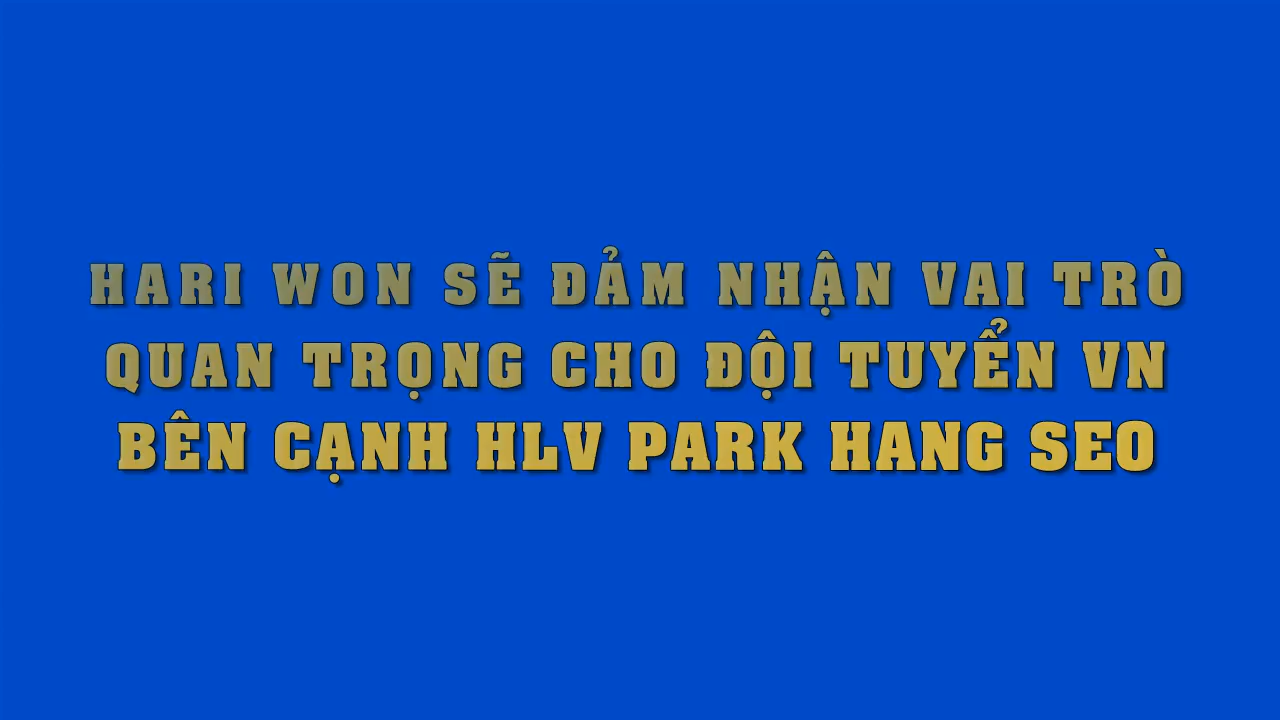 HARI WON SẼ ĐẢM NHẬN VAI TRÒ
QUAN TRỌNG CHO ĐỘI TUYỂN VN
BÊN CẠNH HLV PARK HANG SEO